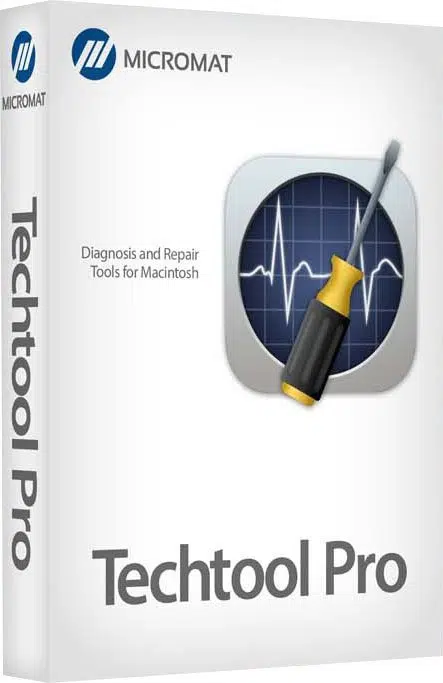 MICROMAT
Techtool Pro
MICROMAT
Diagnosis and Repair
Tools for Macintosh
Techtool Pro